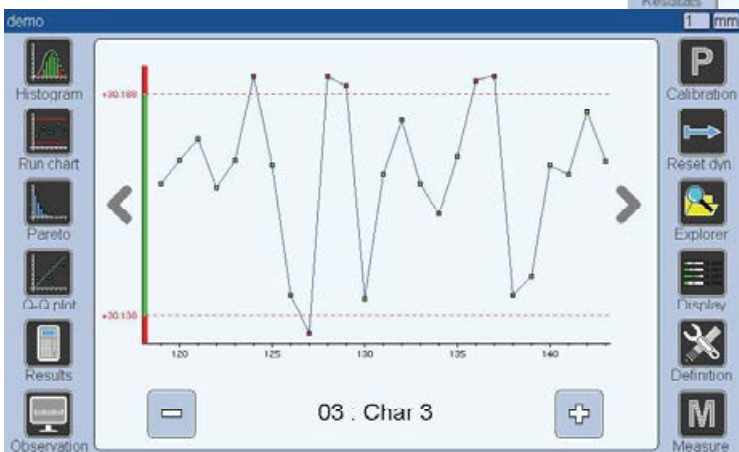 Resultats
demo
1 mm
Histogram
Run chart
Pareto
Q-Q plot
Results
Observation
+30.188
+30.138
120 125 130 135 140
03 : Char 3
P
Calibration
Reset dyn.
Explorer
Display
Definition
M
Measure